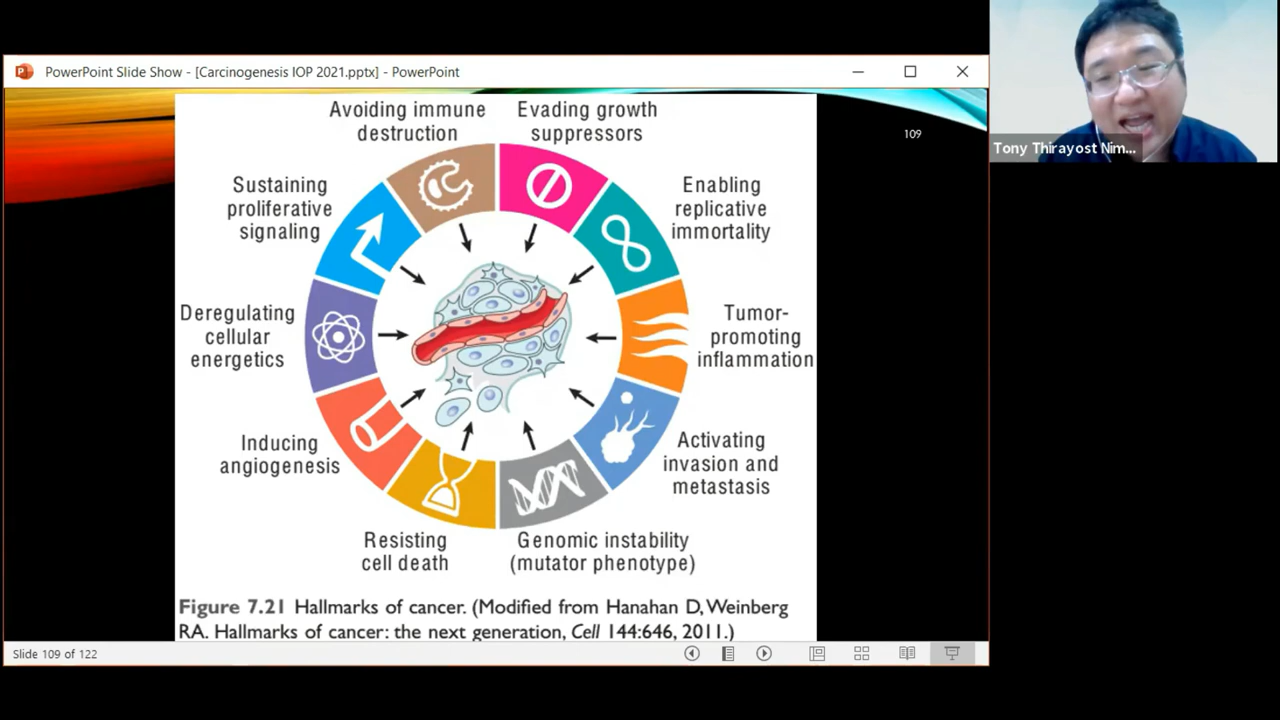 PowerPoint Slide Show - [Carcinogenesis IOP 2021.pptx] - PowerPoint
109
Tony Thirayost Nim...
Avoiding immune
destruction
Evading growth
suppressors
Sustaining
proliferative
signaling
Enabling
replicative
immortality
Deregulating
cellular
energetics
Tumor-
promoting
inflammation
Inducing
angiogenesis
Activating
invasion and
metastasis
Resisting
cell death
Genomic instability
(mutator phenotype)
Figure 7.21 Hallmarks of cancer. (Modified from Hanahan D, Weinberg
RA. Hallmarks of cancer: the next generation, Cell 144:646, 2011.)
Slide 109 of 122